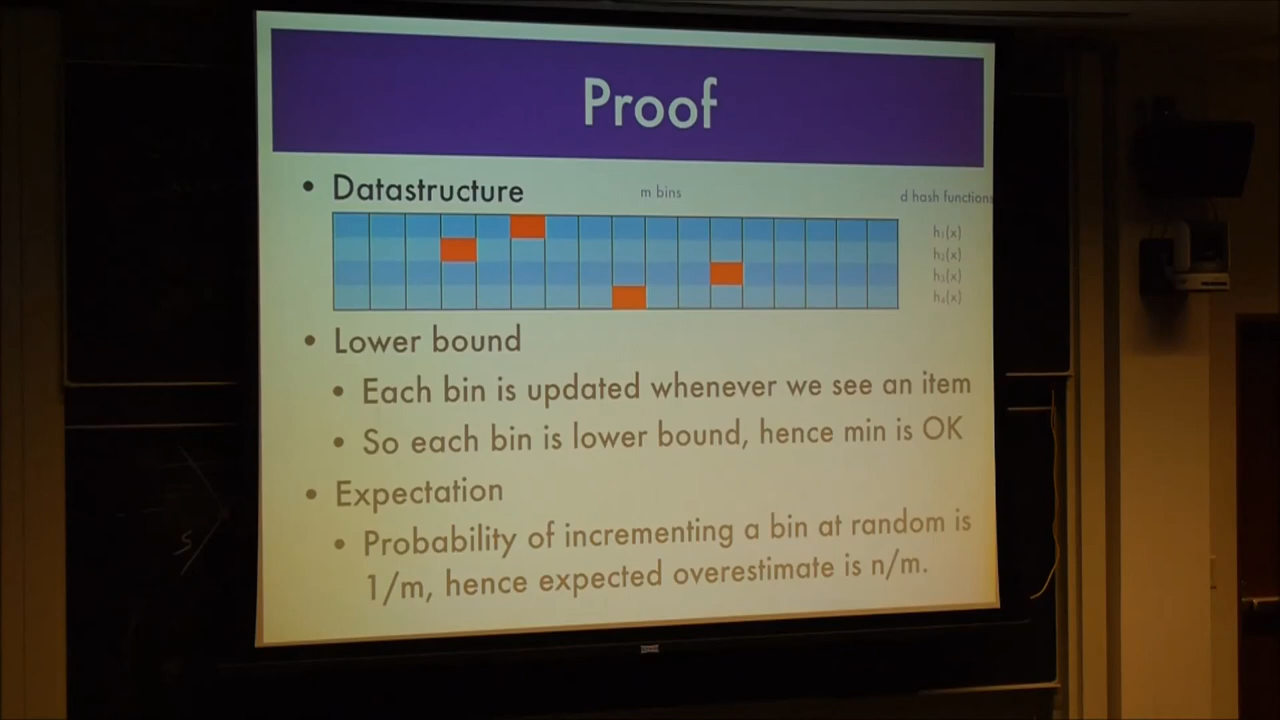 Proof
• Datastructure
m bins
d hash functions
h₁(x)
h₂(x)
h₃(x)
h₄(x)
• Lower bound
• Each bin is updated whenever we see an item
• So each bin is lower bound, hence min is OK
• Expectation
• Probability of incrementing a bin at random is
1/m, hence expected overestimate is n/m.
S